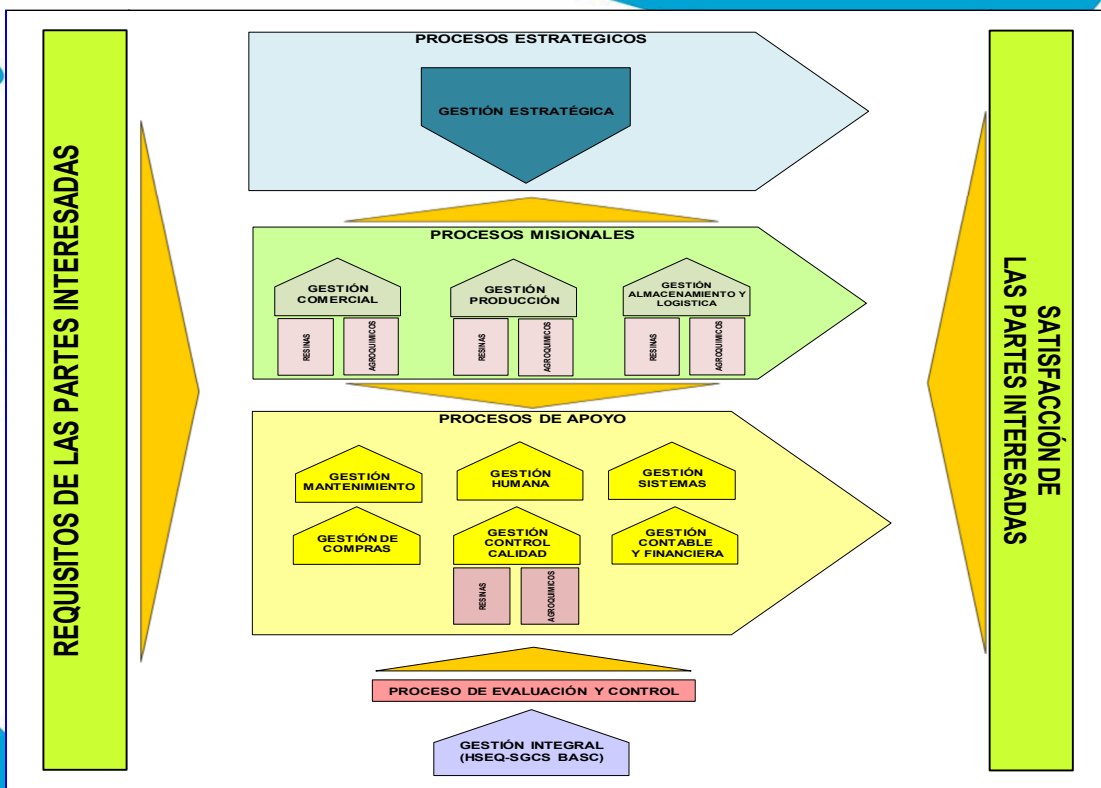 REQUISITOS DE LAS PARTES INTERESADAS
PROCESOS ESTRATEGICOS
GESTIÓN ESTRATÉGICA
PROCESOS MISIONALES
GESTIÓN
COMERCIAL
RESINAS
AGROQUIMICOS
GESTIÓN
PRODUCCIÓN
RESINAS
AGROQUIMICOS
GESTIÓN
ALMACENAMIENTO Y
LOGISTICA
RESINAS
AGROQUIMICOS
PROCESOS DE APOYO
GESTIÓN
MANTENIMIENTO
GESTIÓN
HUMANA
GESTIÓN
SISTEMAS
GESTIÓN DE
COMPRAS
GESTIÓN
CONTROL
CALIDAD
RESINAS
AGROQUIMICOS
GESTIÓN
CONTABLE
Y FINANCIERA
PROCESO DE EVALUACIÓN Y CONTROL
GESTIÓN INTEGRAL
(HSEQ-SGCS BASC)
SATISFACCIÓN DE
LAS PARTES INTERESADAS